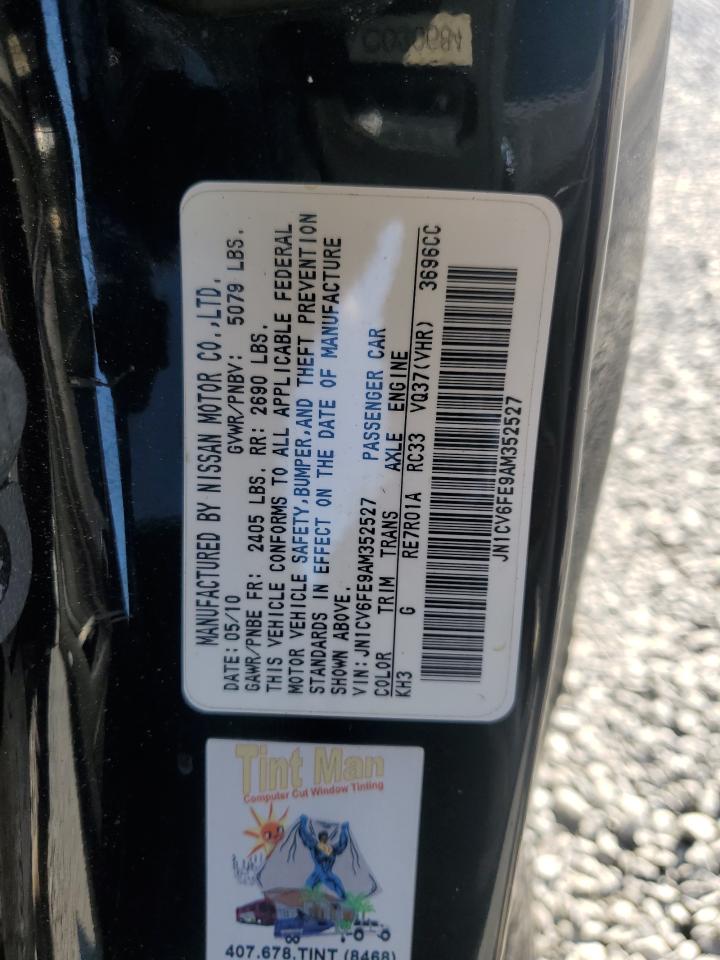 MANUFACTURED BY NISSAN MOTOR CO.,LTD.
DATE: 05/10 GVWR/PNBV: 5079 LBS.
GAWR/PNBE FR: 2405 LBS. RR: 2690 LBS.
THIS VEHICLE CONFORMS TO ALL APPLICABLE FEDERAL
MOTOR VEHICLE SAFETY,BUMPER,AND THEFT PREVENTION
STANDARDS IN EFFECT ON THE DATE OF MANUFACTURE
SHOWN ABOVE.
VIN: JN1CV6FE9AM352527 PASSENGER CAR
COLOR TRIM TRANS AXLE ENGINE
KH3 G RE7R01A RC33 VQ37(VHR) 3696CC
JN1CV6FE9AM352527
Tint Man
Computer Cut Window Tinting
407.678.TINT (8468)